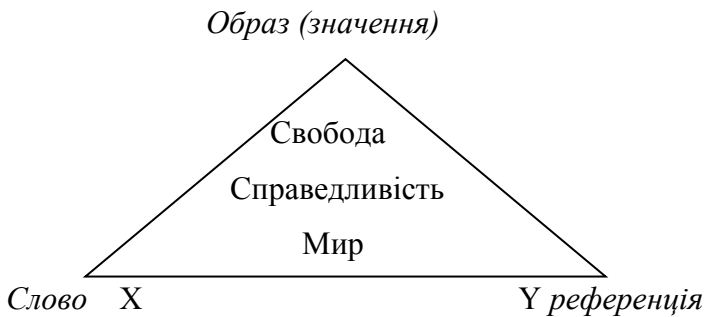 Образ (значення)
Свобода
Справедливість
Мир
Слово X Y референція